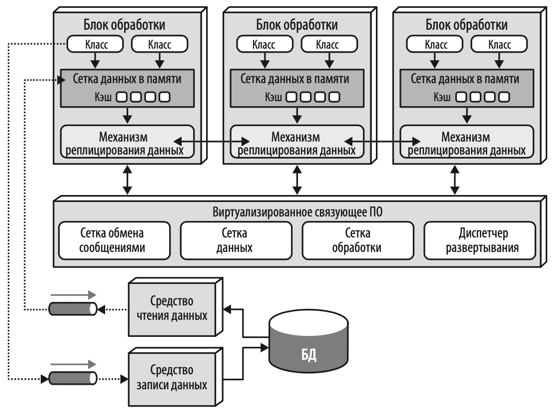 Блок обработки
Класс
Класс
Сетка данных в памяти
Кэш
Механизм
реплицирования данных
Блок обработки
Класс
Класс
Сетка данных в памяти
Кэш
Механизм
реплицирования данных
Блок обработки
Класс
Класс
Сетка данных в памяти
Кэш
Механизм
реплицирования данных
Виртуализированное связующее ПО
Сетка обмена
сообщениями
Сетка
данных
Сетка
обработки
Диспетчер
развертывания
Средство
чтения данных
БД
Средство
записи данных